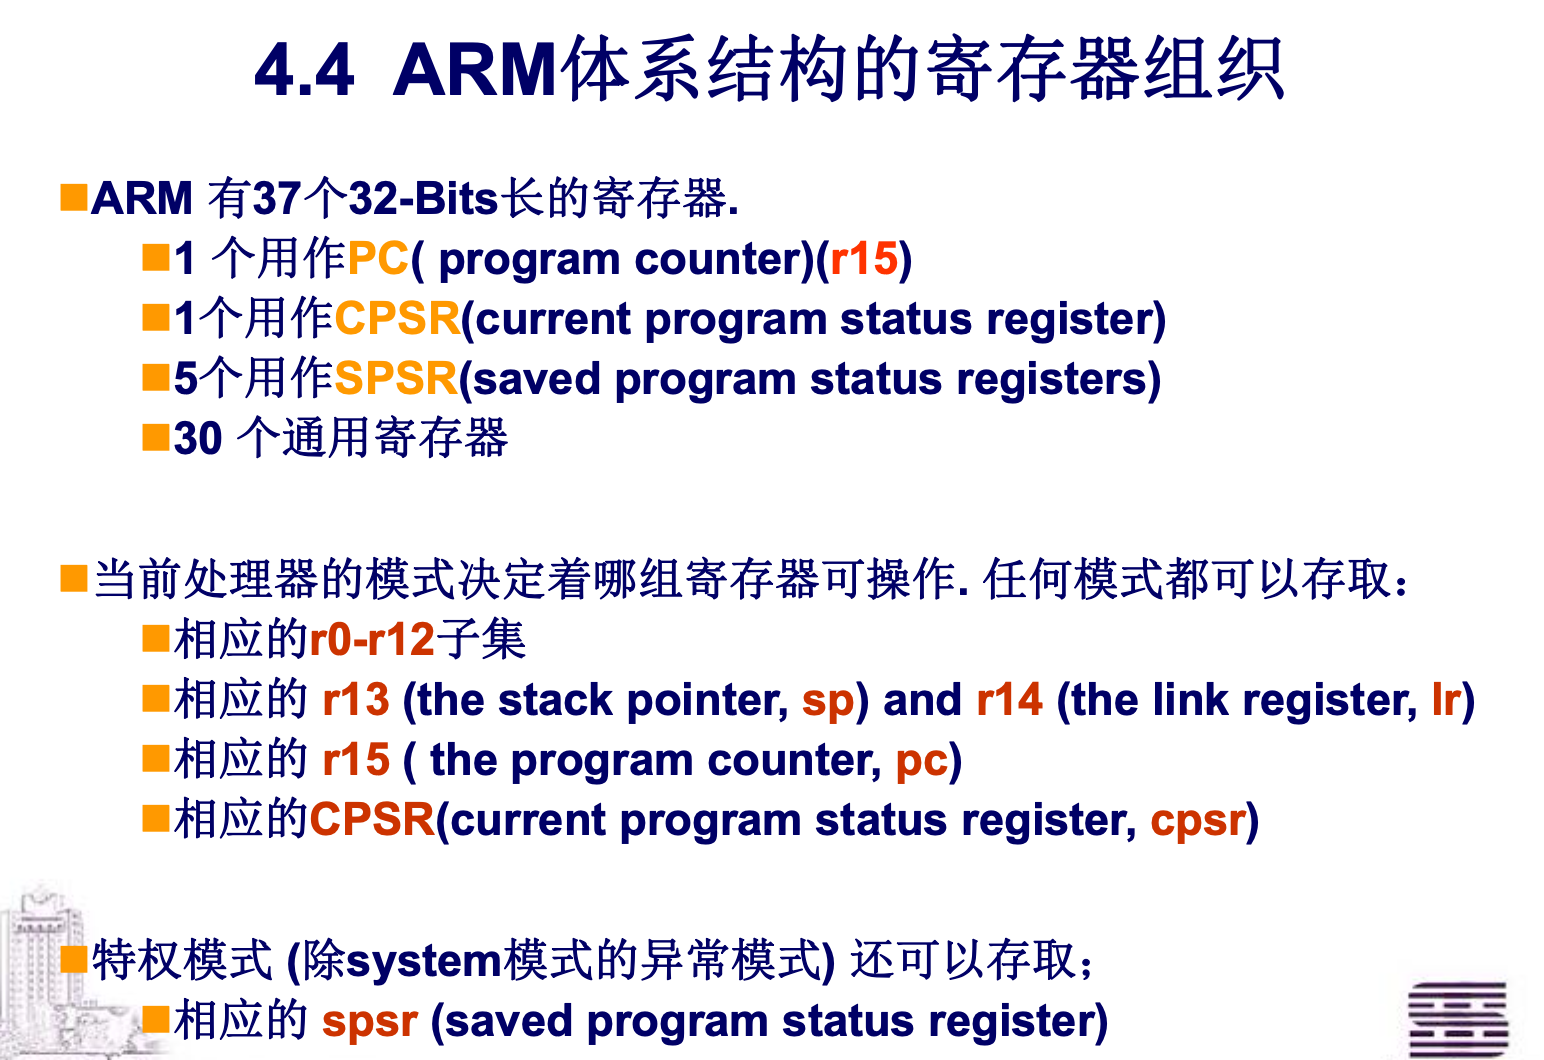 4.4 ARM体系结构的寄存器组织
ARM 有37个32-Bits长的寄存器.
1 个用作PC( program counter)(r15)
1个用作CPSR(current program status register)
5个用作SPSR(saved program status registers)
30 个通用寄存器
当前处理器的模式决定着哪组寄存器可操作. 任何模式都可以存取：
相应的r0-r12子集
相应的 r13 (the stack pointer, sp) and r14 (the link register, lr)
相应的 r15 ( the program counter, pc)
相应的CPSR(current program status register, cpsr)
特权模式 (除system模式的异常模式) 还可以存取；
相应的 spsr (saved program status register)